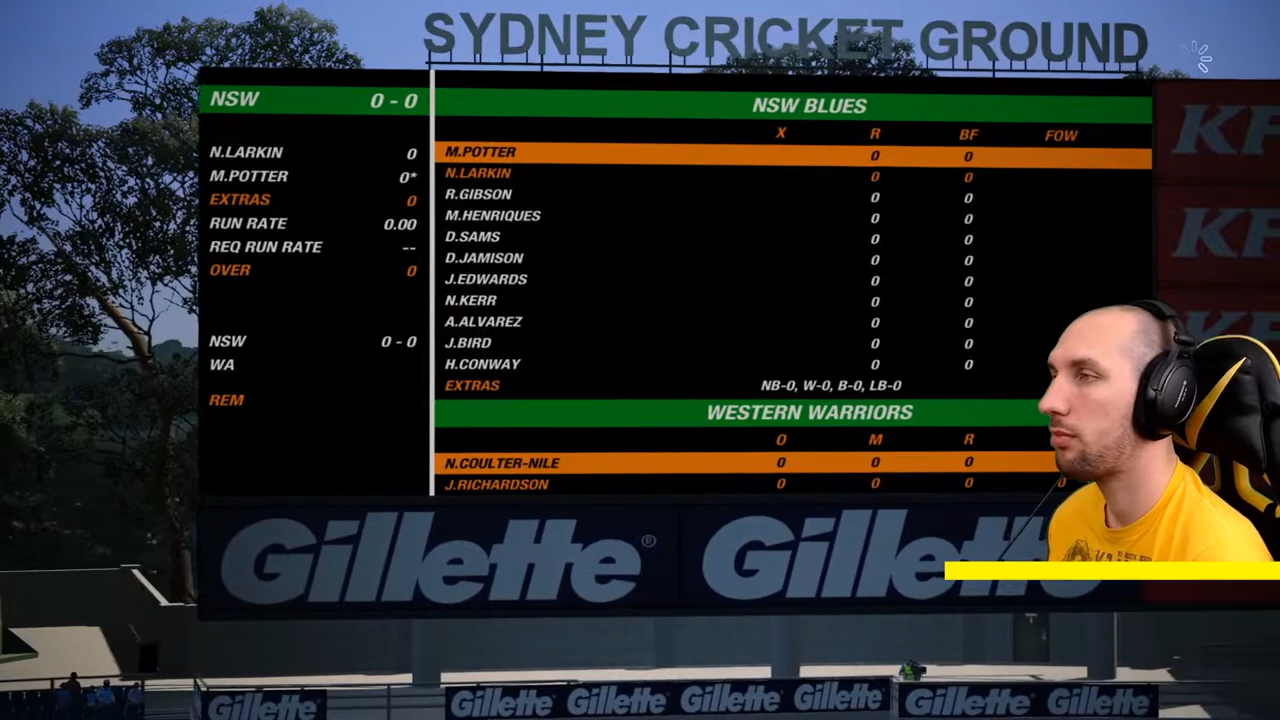 SYDNEY CRICKET GROUND
NSW 0 - 0
N.LARKIN 0
M.POTTER 0*
EXTRAS 0
RUN RATE 0.00
REQ RUN RATE --
OVER 0
NSW 0 - 0
WA
REM
NSW BLUES
X R BF FOW
M.POTTER 0 0
N.LARKIN 0 0
R.GIBSON 0 0
M.HENRIQUES 0 0
D.SAMS 0 0
D.JAMISON 0 0
J.EDWARDS 0 0
N.KERR 0 0
A.ALVAREZ 0 0
J.BIRD 0 0
H.CONWAY 0 0
EXTRAS NB-0, W-0, B-0, LB-0
WESTERN WARRIORS
O M R
N.COULTER-NILE 0 0 0
J.RICHARDSON 0 0 0 0
KF
KF
Gillette® Gillette
Gillette Gillette Gillette Gillette Gillette Gillette Gillette